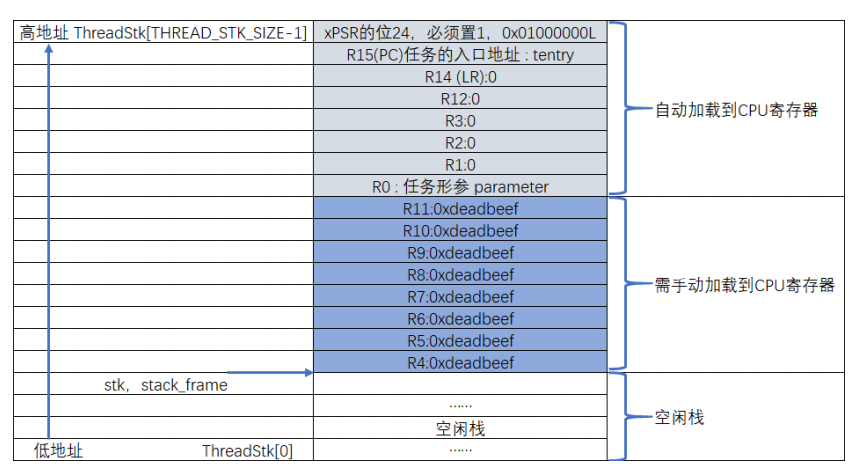 高地址 ThreadStk[THREAD_STK_SIZE-1]
xPSR的位24，必须置1，0x01000000L
R15(PC)任务的入口地址 : tentry
R14 (LR):0
R12:0
R3:0
R2:0
R1:0
R0 : 任务形参 parameter
自动加载到CPU寄存器
R11:0xdeadbeef
R10:0xdeadbeef
R9:0xdeadbeef
R8:0xdeadbeef
R7:0xdeadbeef
R6:0xdeadbeef
R5:0xdeadbeef
R4:0xdeadbeef
需手动加载到CPU寄存器
stk，stack_frame
……
空闲栈
空闲栈
低地址 ThreadStk[0]
……